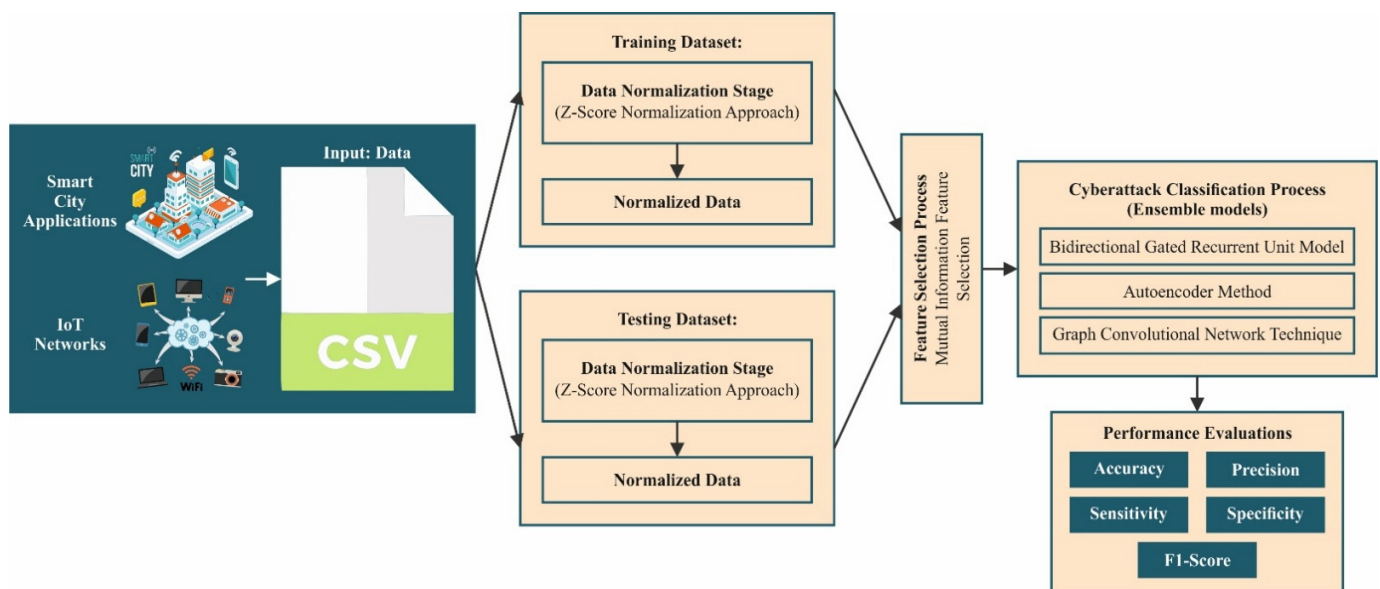 Smart
City
Applications
SMART
CITY
IoT
Networks
WiFi
Input: Data
CSV
Training Dataset:
Data Normalization Stage
(Z-Score Normalization Approach)
Normalized Data
Testing Dataset:
Data Normalization Stage
(Z-Score Normalization Approach)
Normalized Data
Feature Selection Process
Mutual Information Feature
Selection
Cyberattack Classification Process
(Ensemble models)
Bidirectional Gated Recurrent Unit Model
Autoencoder Method
Graph Convolutional Network Technique
Performance Evaluations
Accuracy
Precision
Sensitivity
Specificity
F1-Score